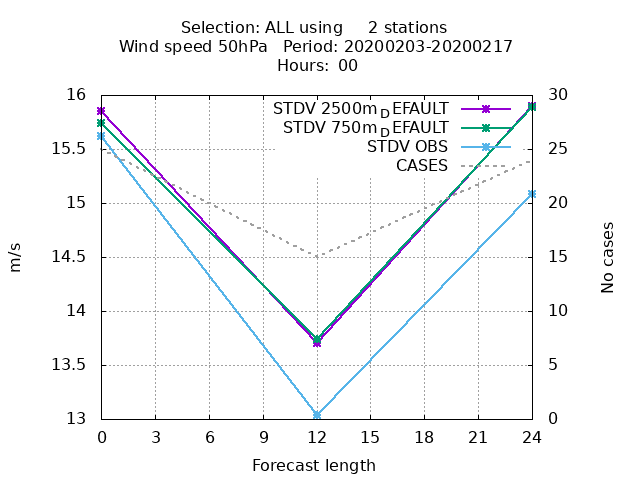 Selection: ALL using     2 stations
Wind speed 50hPa   Period: 20200203-20200217
Hours:  00
16
15.5
15
14.5
14
13.5
13
30
25
20
15
10
5
0
STDV 2500mDEFAULT
STDV 750mDEFAULT
STDV OBS
CASES
m/s
No cases
0 3 6 9 12 15 18 21 24
Forecast length